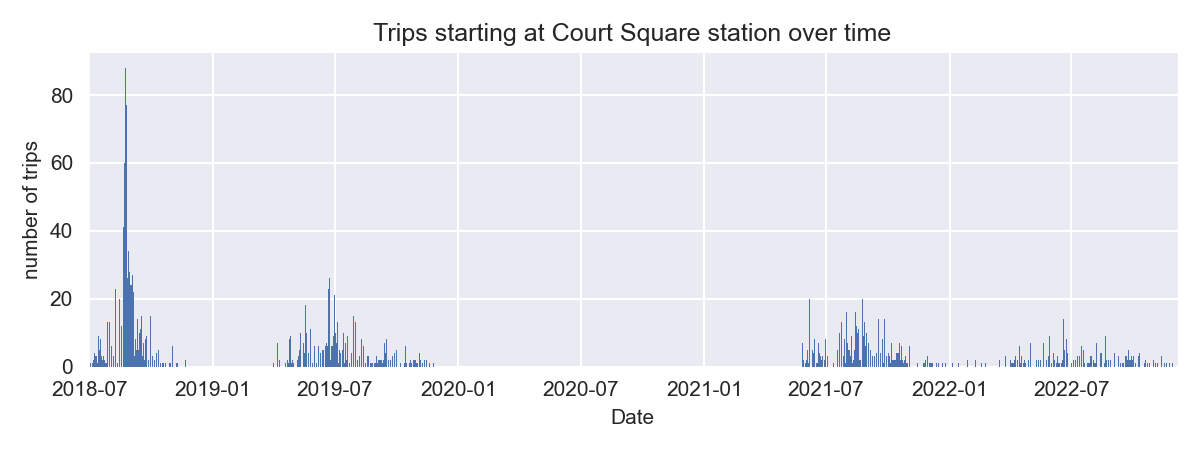 Trips starting at Court Square station over time
number of trips
80
60
40
20
0
2018-07 2019-01 2019-07 2020-01 2020-07 2021-01 2021-07 2022-01 2022-07
Date